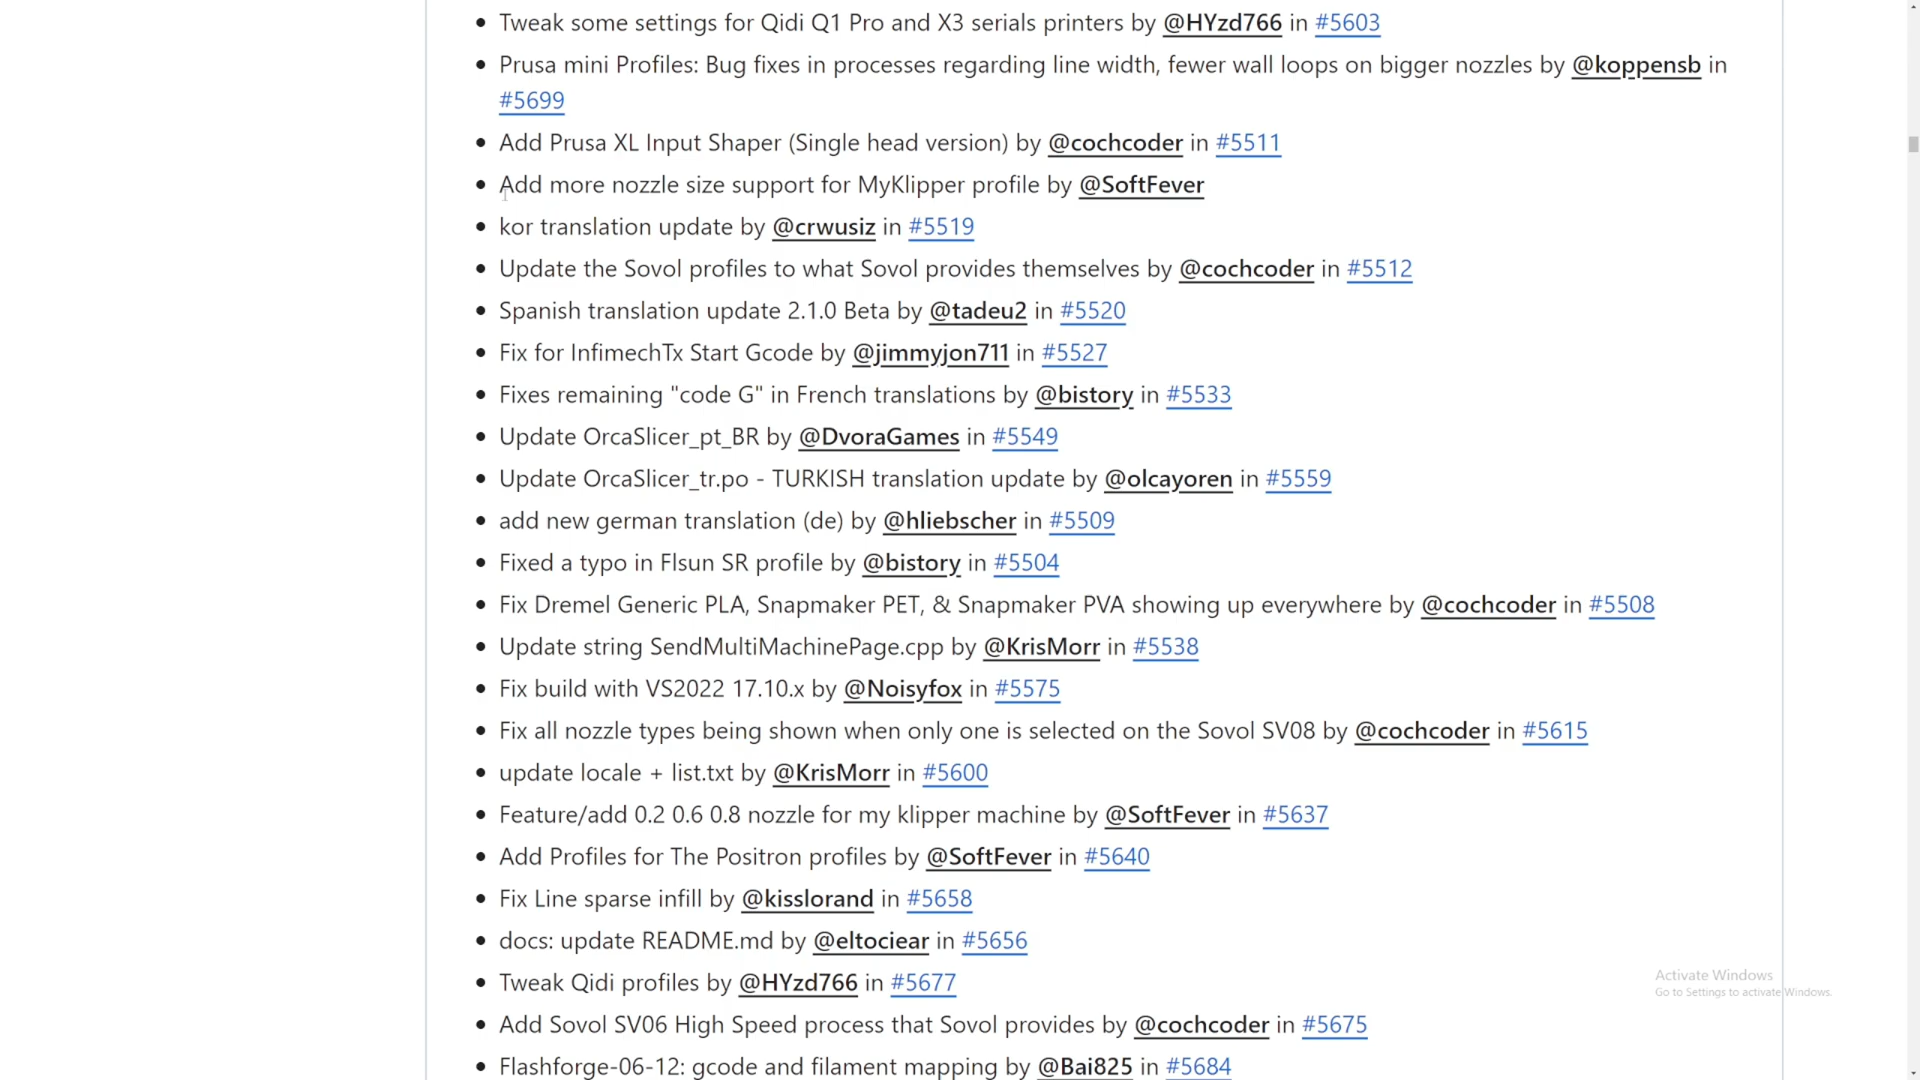 • Tweak some settings for Qidi Q1 Pro and X3 serials printers by @HYzd766 in #5603
• Prusa mini Profiles: Bug fixes in processes regarding line width, fewer wall loops on bigger nozzles by @koppensb in
#5699
• Add Prusa XL Input Shaper (Single head version) by @cochcoder in #5511
• Add more nozzle size support for MyKlipper profile by @SoftFever
• kor translation update by @crwusiz in #5519
• Update the Sovol profiles to what Sovol provides themselves by @cochcoder in #5512
• Spanish translation update 2.1.0 Beta by @tadeu2 in #5520
• Fix for InfimechTx Start Gcode by @jimmyjon711 in #5527
• Fixes remaining "code G" in French translations by @bistory in #5533
• Update OrcaSlicer_pt_BR by @DvoraGames in #5549
• Update OrcaSlicer_tr.po - TURKISH translation update by @olcayoren in #5559
• add new german translation (de) by @hliebscher in #5509
• Fixed a typo in Flsun SR profile by @bistory in #5504
• Fix Dremel Generic PLA, Snapmaker PET, & Snapmaker PVA showing up everywhere by @cochcoder in #5508
• Update string SendMultiMachinePage.cpp by @KrisMorr in #5538
• Fix build with VS2022 17.10.x by @Noisyfox in #5575
• Fix all nozzle types being shown when only one is selected on the Sovol SV08 by @cochcoder in #5615
• update locale + list.txt by @KrisMorr in #5600
• Feature/add 0.2 0.6 0.8 nozzle for my klipper machine by @SoftFever in #5637
• Add Profiles for The Positron profiles by @SoftFever in #5640
• Fix Line sparse infill by @kisslorand in #5658
• docs: update README.md by @eltociear in #5656
• Tweak Qidi profiles by @HYzd766 in #5677
• Add Sovol SV06 High Speed process that Sovol provides by @cochcoder in #5675
• Flashforge-06-12: gcode and filament mapping by @Bai825 in #5684
Activate Windows
Go to Settings to activate Windows.